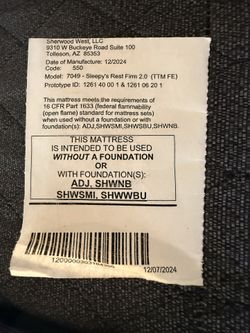 Sherwood West, LLC
9310 W Buckeye Road Suite 100
Tolleson, AZ 85353
Date of Manufacture: 12/2024
Code: 550
Model: 7049 - Sleepy's Rest Firm 2.0 (TTM FE)
Prototype ID: 1261 40 00 1 & 1261 06 20 1
This mattress meets the requirements of
16 CFR Part 1633 (federal flammability
(open flame) standard for mattress sets)
when used without a foundation or with
foundation(s): ADJ,SHWSMI,SHWSBU,SHWNB.
THIS MATTRESS
IS INTENDED TO BE USED
WITHOUT A FOUNDATION
OR
WITH FOUNDATION(S):
ADJ, SHWNB
SHWSMI, SHWWBU
12/07/2024